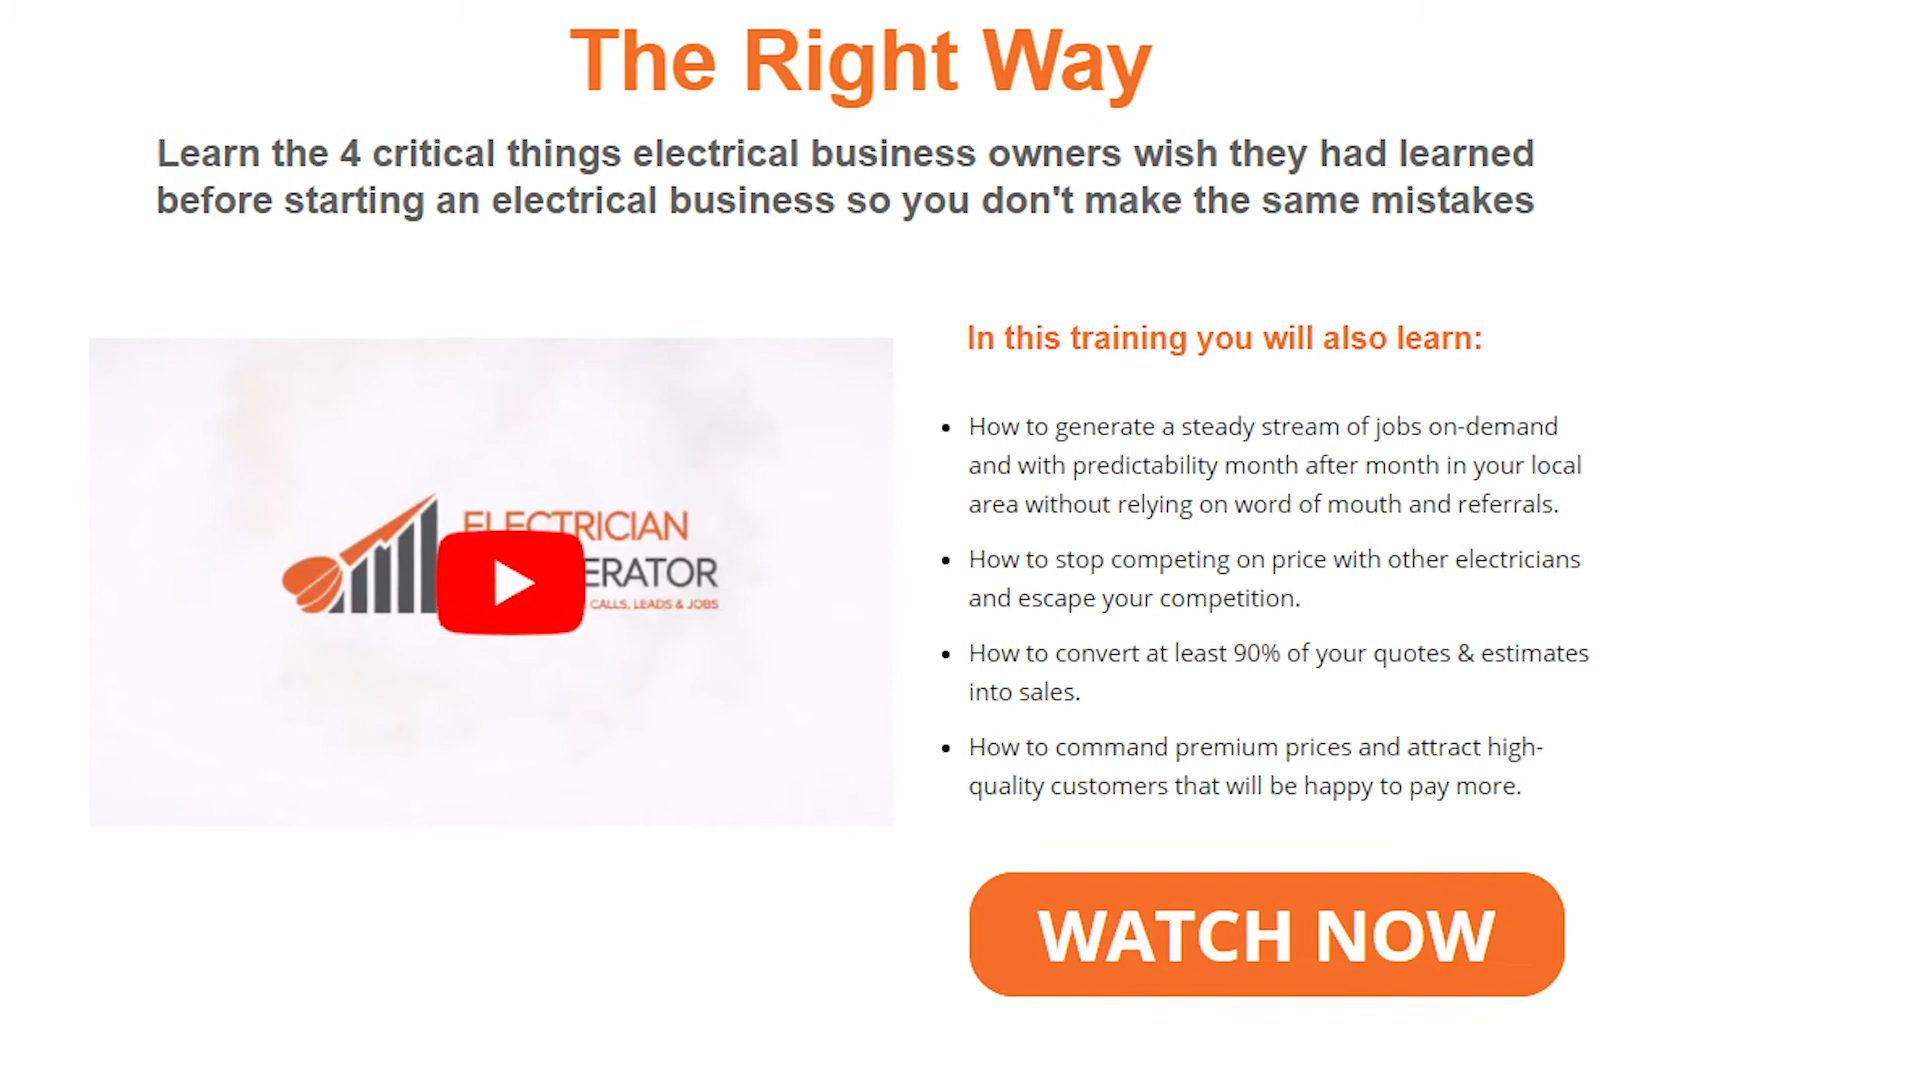 The Right Way
Learn the 4 critical things electrical business owners wish they had learned
before starting an electrical business so you don't make the same mistakes
In this training you will also learn:
• How to generate a steady stream of jobs on-demand
and with predictability month after month in your local
area without relying on word of mouth and referrals.
• How to stop competing on price with other electricians
and escape your competition.
• How to convert at least 90% of your quotes & estimates
into sales.
• How to command premium prices and attract high-
quality customers that will be happy to pay more.
ELECTRICIAN
ERATOR
CALLS, LEADS & JOBS
WATCH NOW